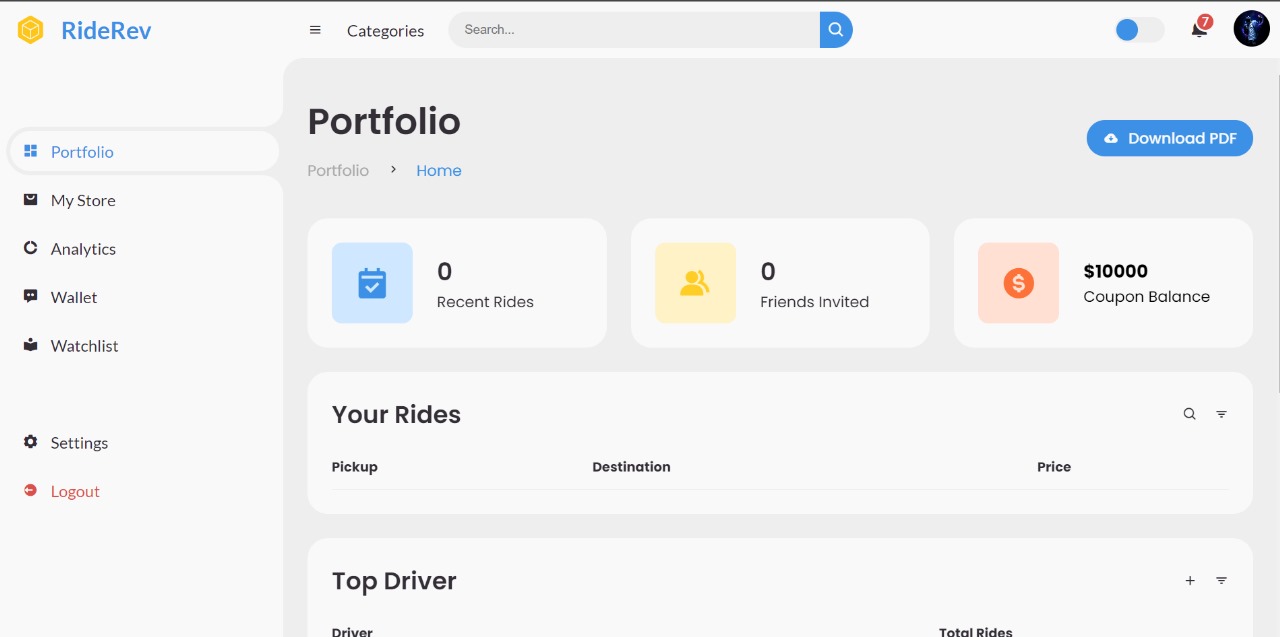 RideRev
Categories
Search...
7
Portfolio
My Store
Analytics
Wallet
Watchlist
Settings
Logout
Portfolio
Portfolio > Home
Download PDF
0
Recent Rides
0
Friends Invited
$10000
Coupon Balance
Your Rides
Pickup Destination Price
Top Driver
Driver Total Rides